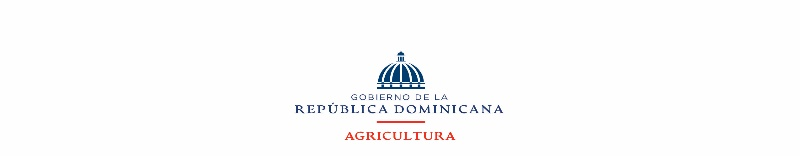 GOBIERNO DE LA
REPÚBLICA DOMINICANA
AGRICULTURA